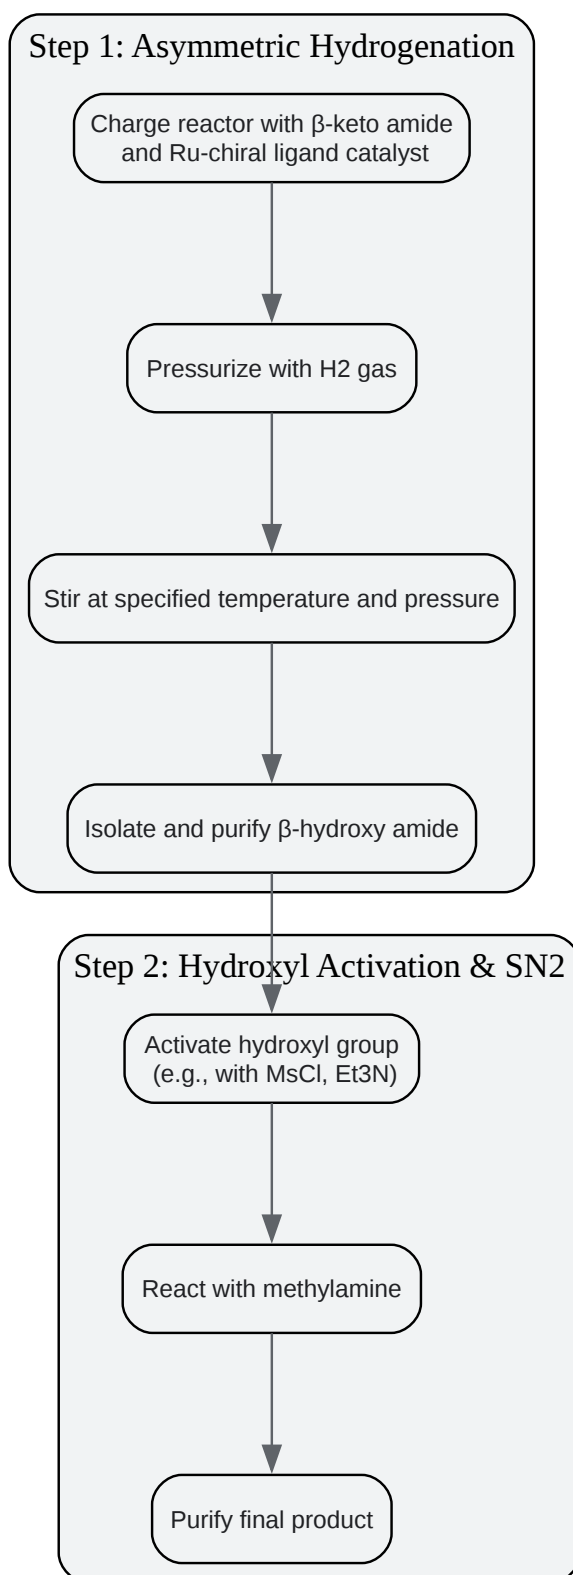 Step 1: Asymmetric Hydrogenation
Charge reactor with β-keto amide
and Ru-chiral ligand catalyst
Pressurize with H2 gas
Stir at specified temperature and pressure
Isolate and purify β-hydroxy amide
Step 2: Hydroxyl Activation & SN2
Activate hydroxyl group
(e.g., with MsCl, Et3N)
React with methylamine
Purify final product